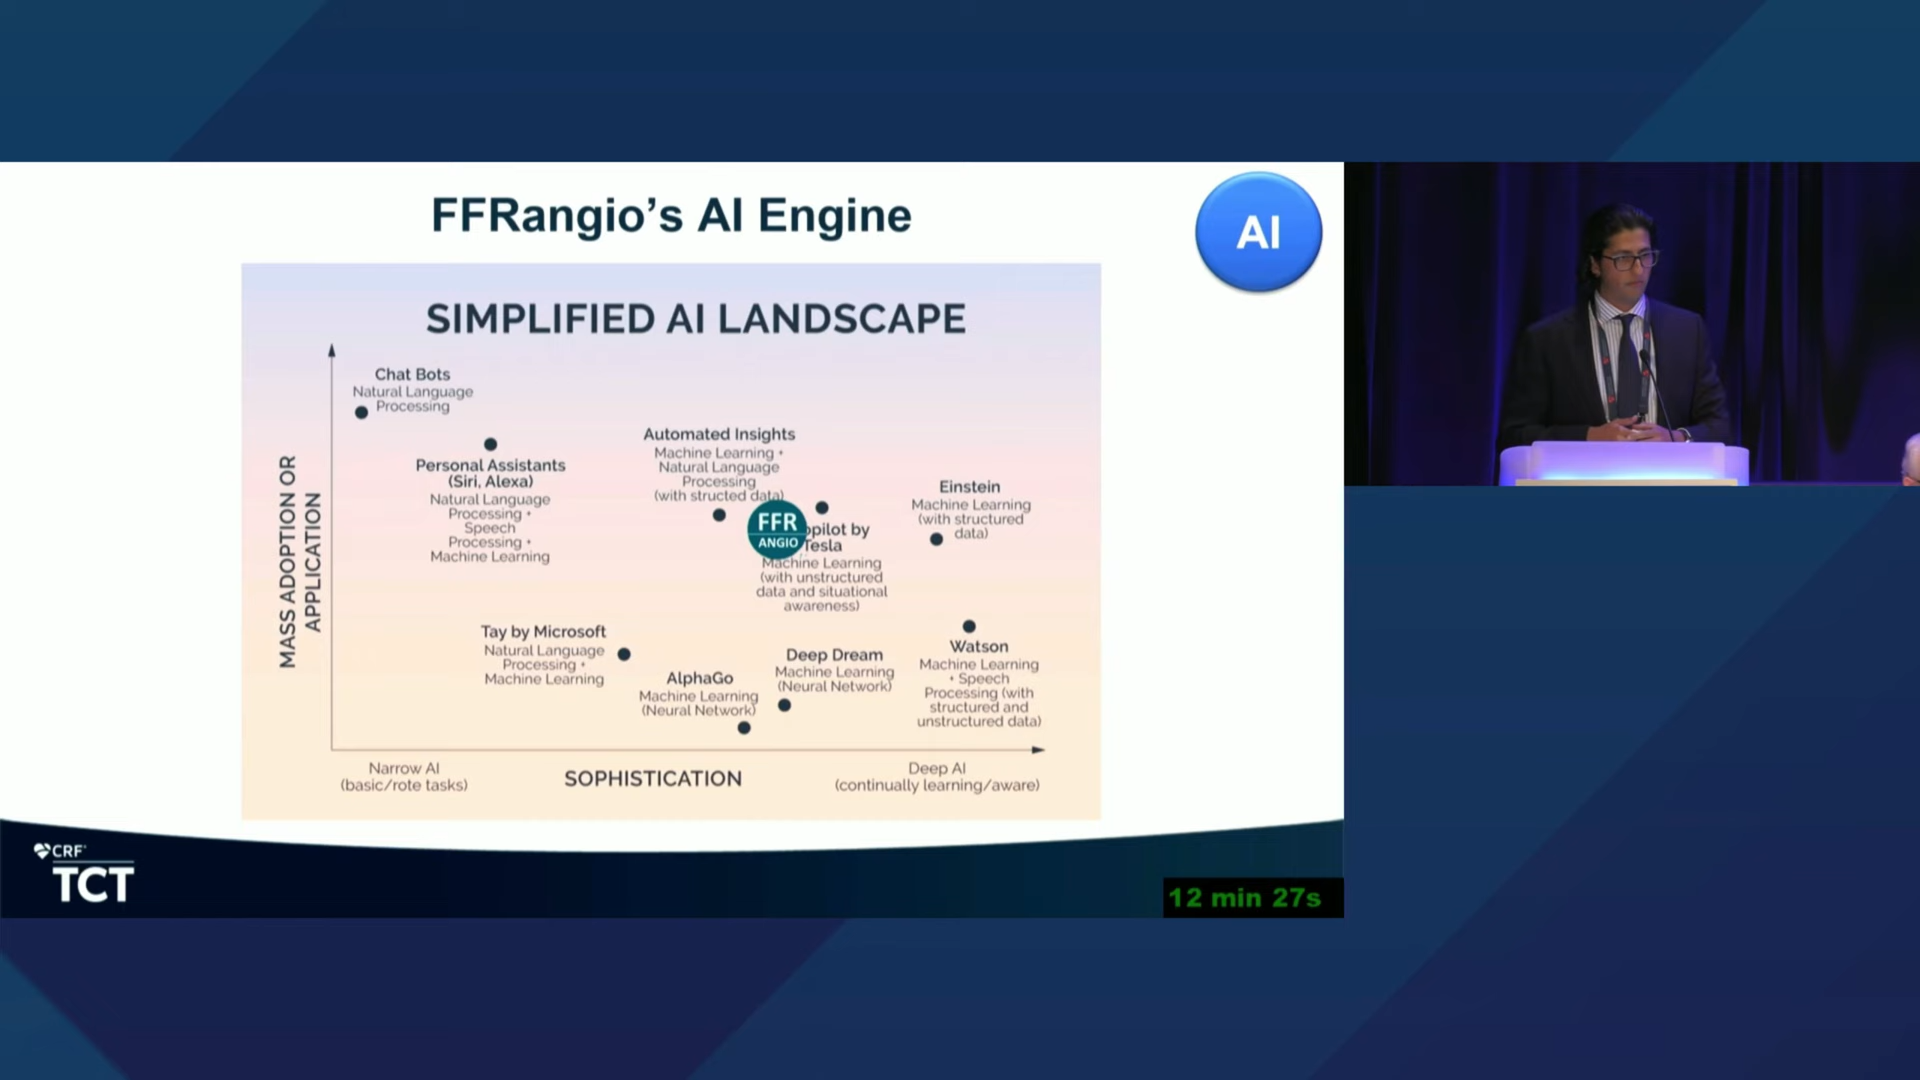 FFRangio's AI Engine
AI
SIMPLIFIED AI LANDSCAPE
MASS ADOPTION OR
APPLICATION
Chat Bots
Natural Language
Processing
Personal Assistants
(Siri, Alexa)
Natural Language
Processing +
Speech
Processing +
Machine Learning
Automated Insights
Machine Learning +
Natural Language
Processing
(with structed data)
FFR
ANGIO
opilot by
Tesla
Machine Learning
(with unstructured
data and situational
awareness)
Einstein
Machine Learning
(with structured
data)
Tay by Microsoft
Natural Language
Processing +
Machine Learning
AlphaGo
Machine Learning
(Neural Network)
Deep Dream
Machine Learning
(Neural Network)
Watson
Machine Learning
+ Speech
Processing (with
structured and
unstructured data)
Narrow AI
(basic/rote tasks)
SOPHISTICATION
Deep AI
(continually learning/aware)
CRF
TCT
12 min 27s